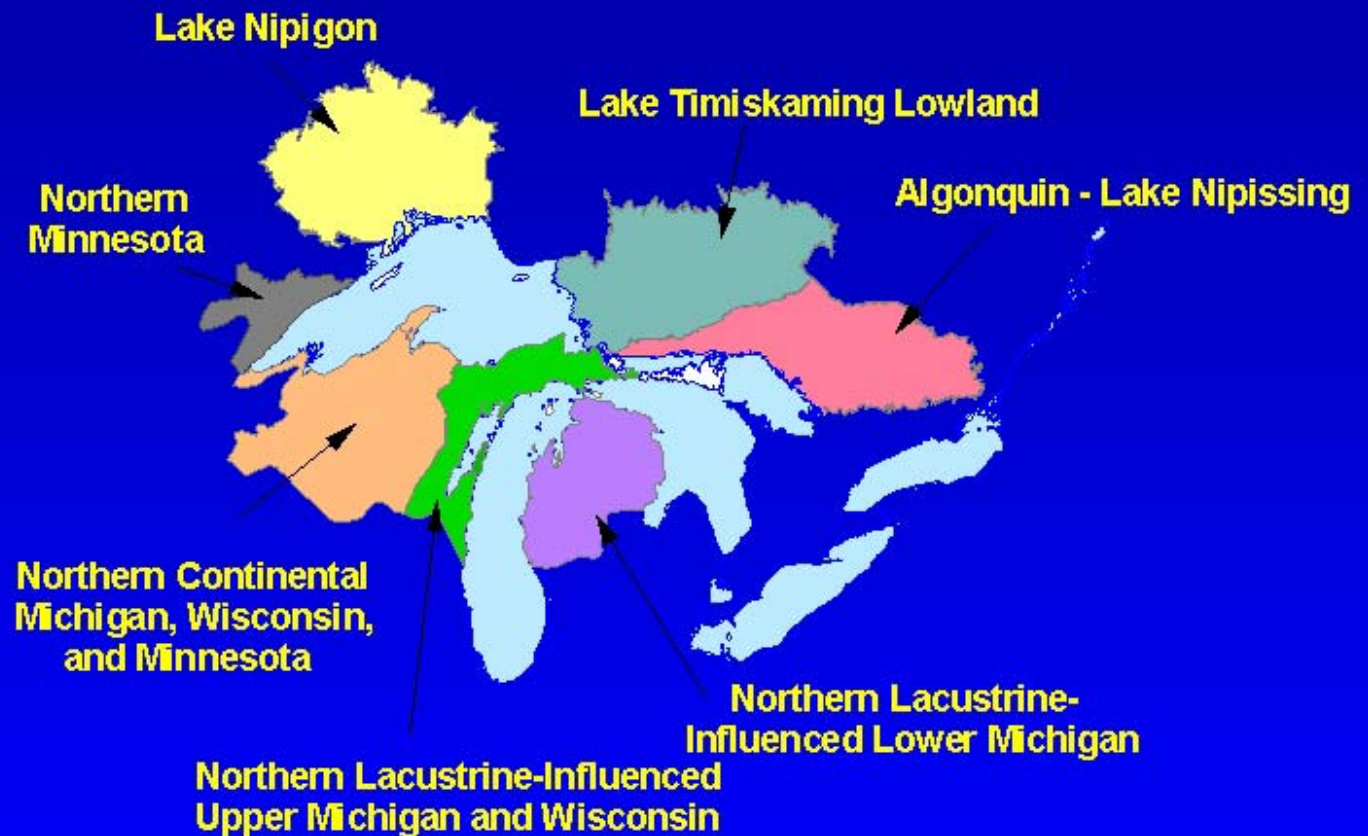 Lake Nipigon
Lake Timiskaming Lowland
Algonquin - Lake Nipissing
Northern
Minnesota
Northern Continental
Michigan, Wisconsin,
and Minnesota
Northern Lacustrine-
Influenced Lower Michigan
Northern Lacustrine-Influenced
Upper Michigan and Wisconsin